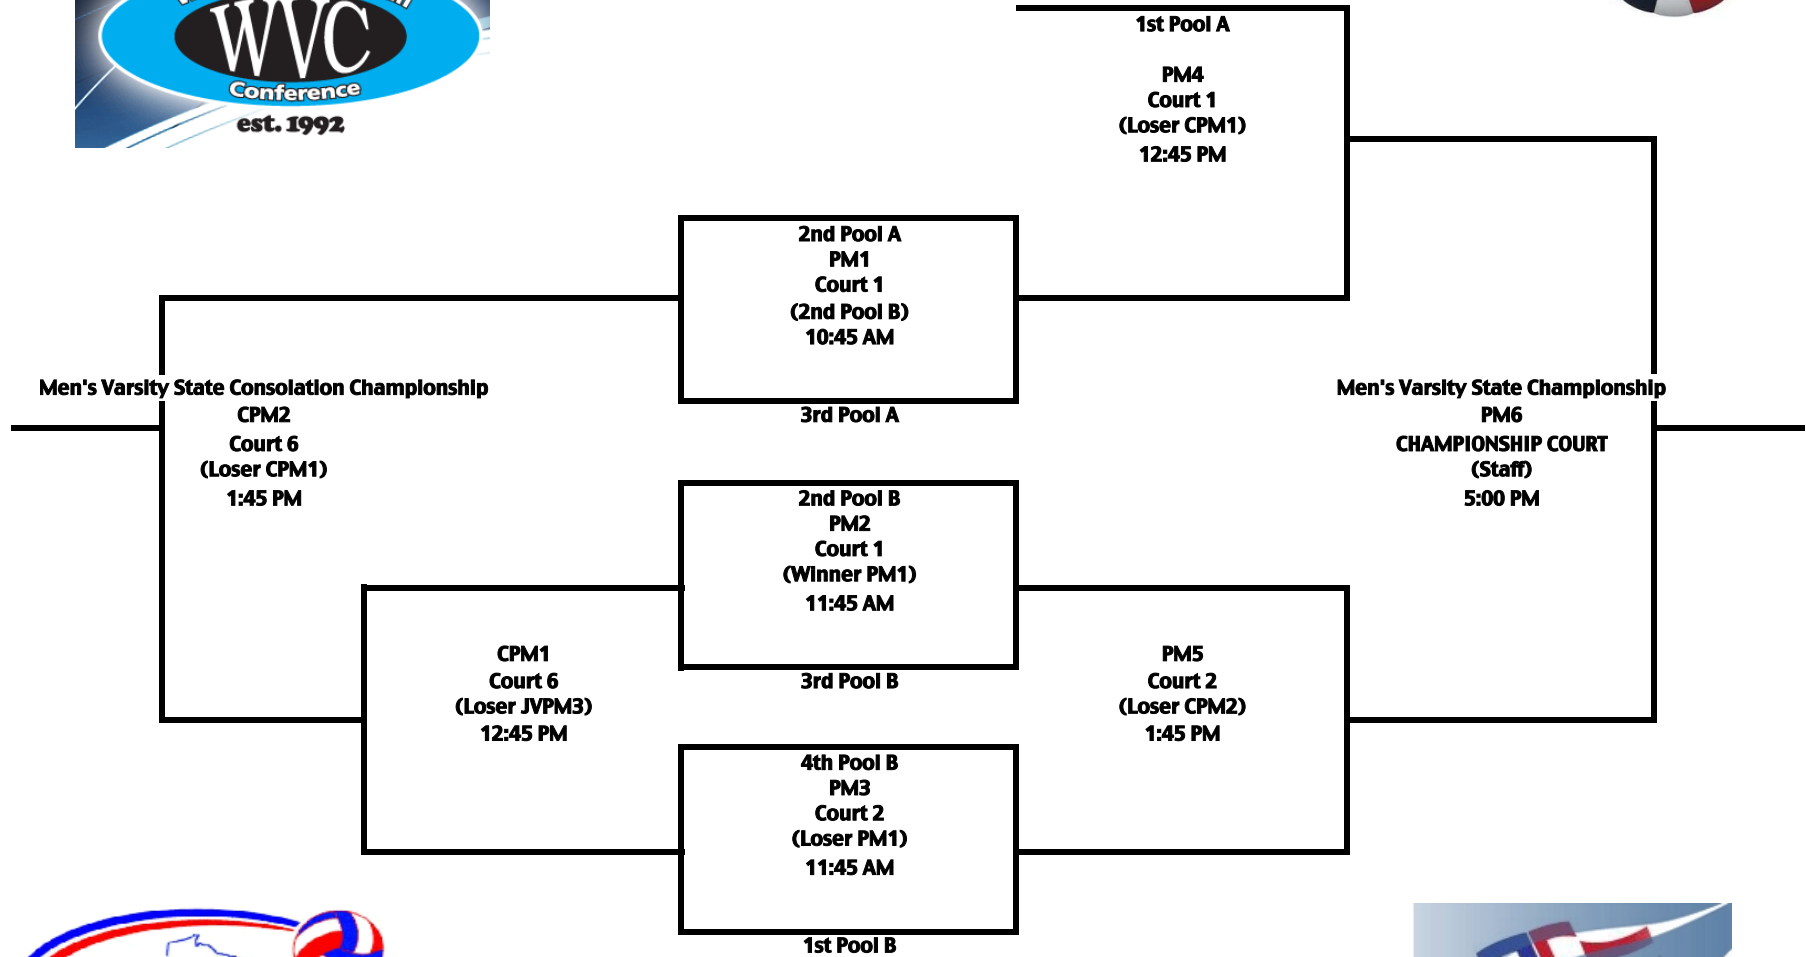 WVC
Conference
est. 1992
1st Pool A
PM4
Court 1
(Loser CPM1)
12:45 PM
2nd Pool A
PM1
Court 1
(2nd Pool B)
10:45 AM
3rd Pool A
Men's Varsity State Consolation Championship
CPM2
Court 6
(Loser CPM1)
1:45 PM
Men's Varsity State Championship
PM6
CHAMPIONSHIP COURT
(Staff)
5:00 PM
2nd Pool B
PM2
Court 1
(Winner PM1)
11:45 AM
3rd Pool B
CPM1
Court 6
(Loser JVPM3)
12:45 PM
PM5
Court 2
(Loser CPM2)
1:45 PM
4th Pool B
PM3
Court 2
(Loser PM1)
11:45 AM
1st Pool B